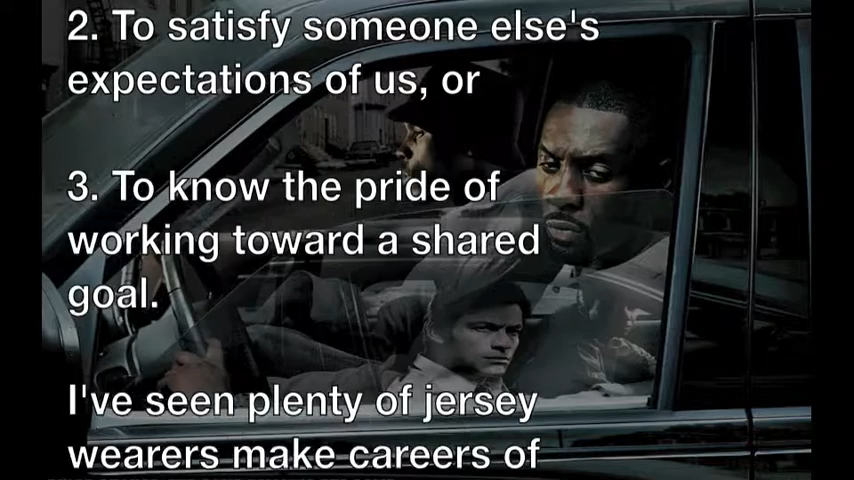 2. To satisfy someone else's
expectations of us, or
3. To know the pride of
working toward a shared
goal.
I've seen plenty of jersey
wearers make careers of